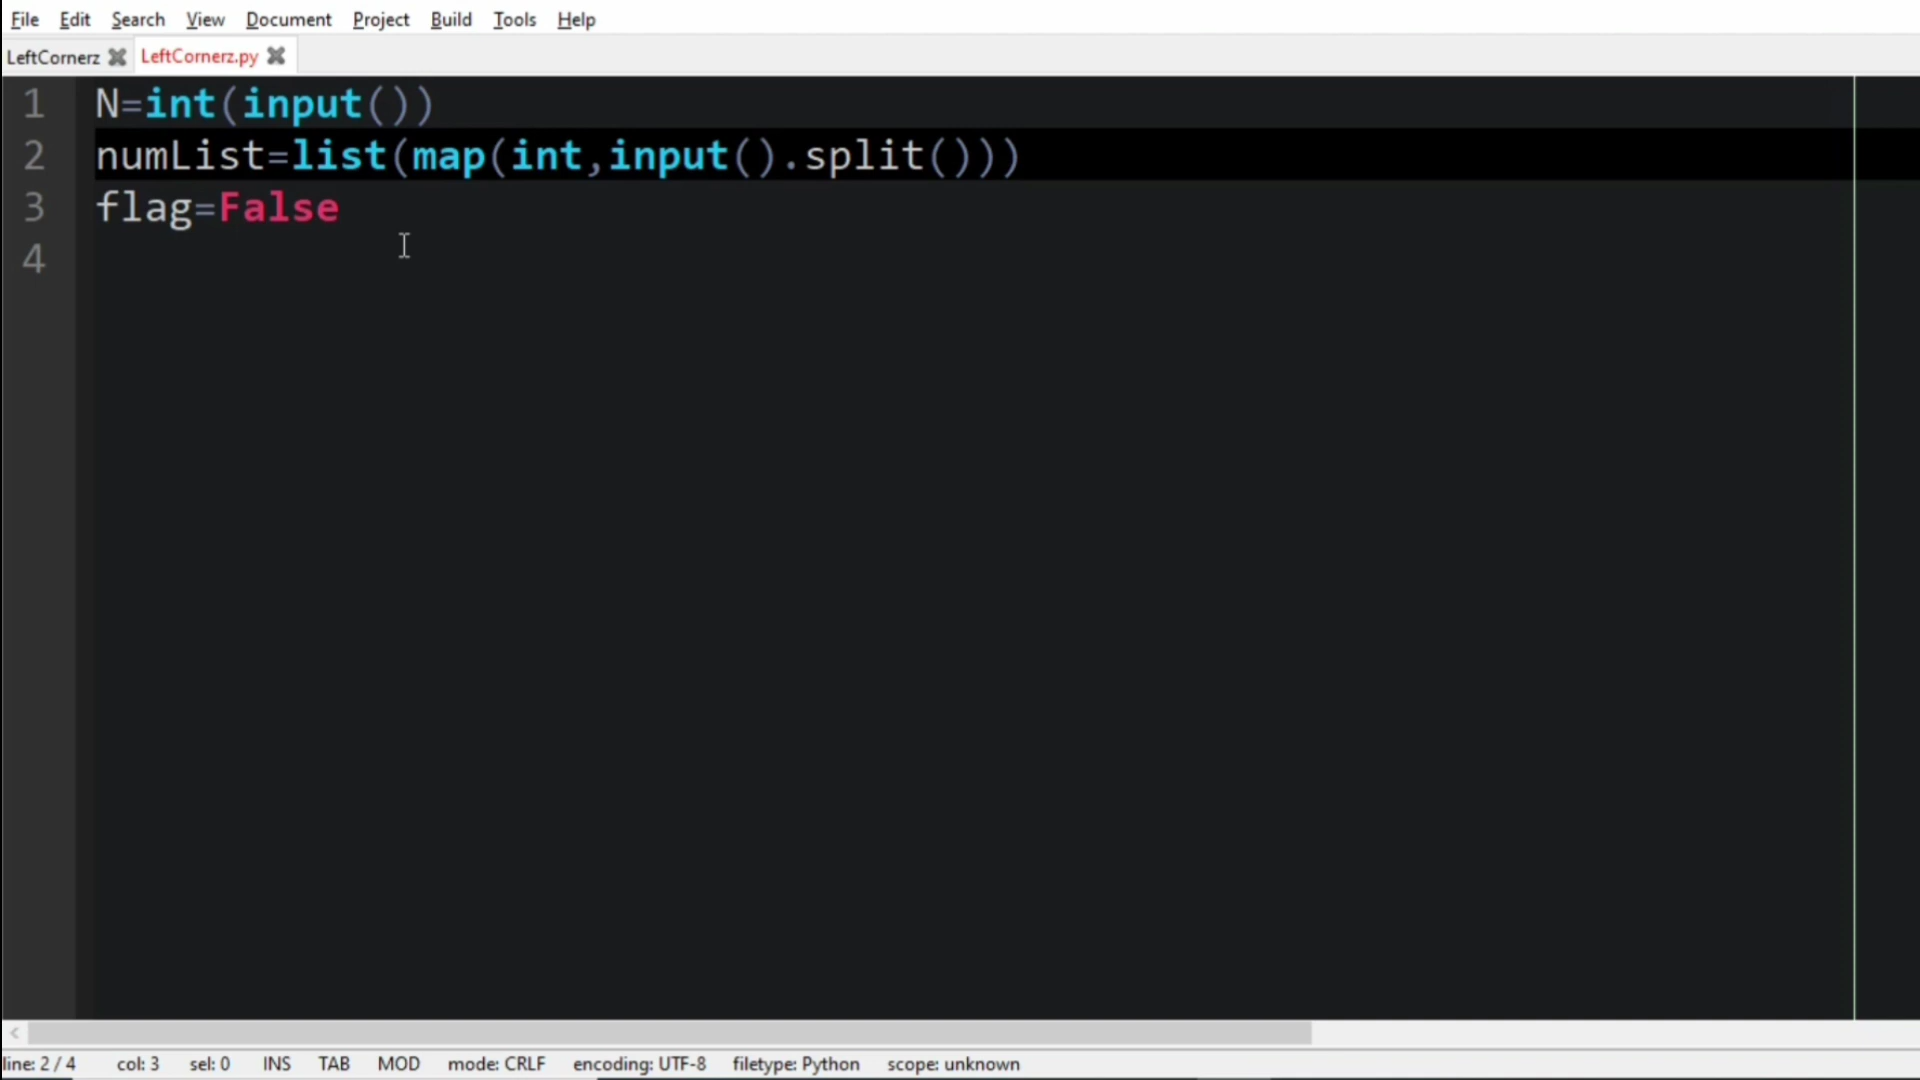 File Edit Search View Document Project Build Tools Help
LeftCornerz LeftCornerz.py
1 N=int(input())
2 numList=list(map(int,input().split()))
3 flag=False
4
line: 2 / 4 col: 3 sel: 0 INS TAB MOD mode: CRLF encoding: UTF-8 filetype: Python scope: unknown